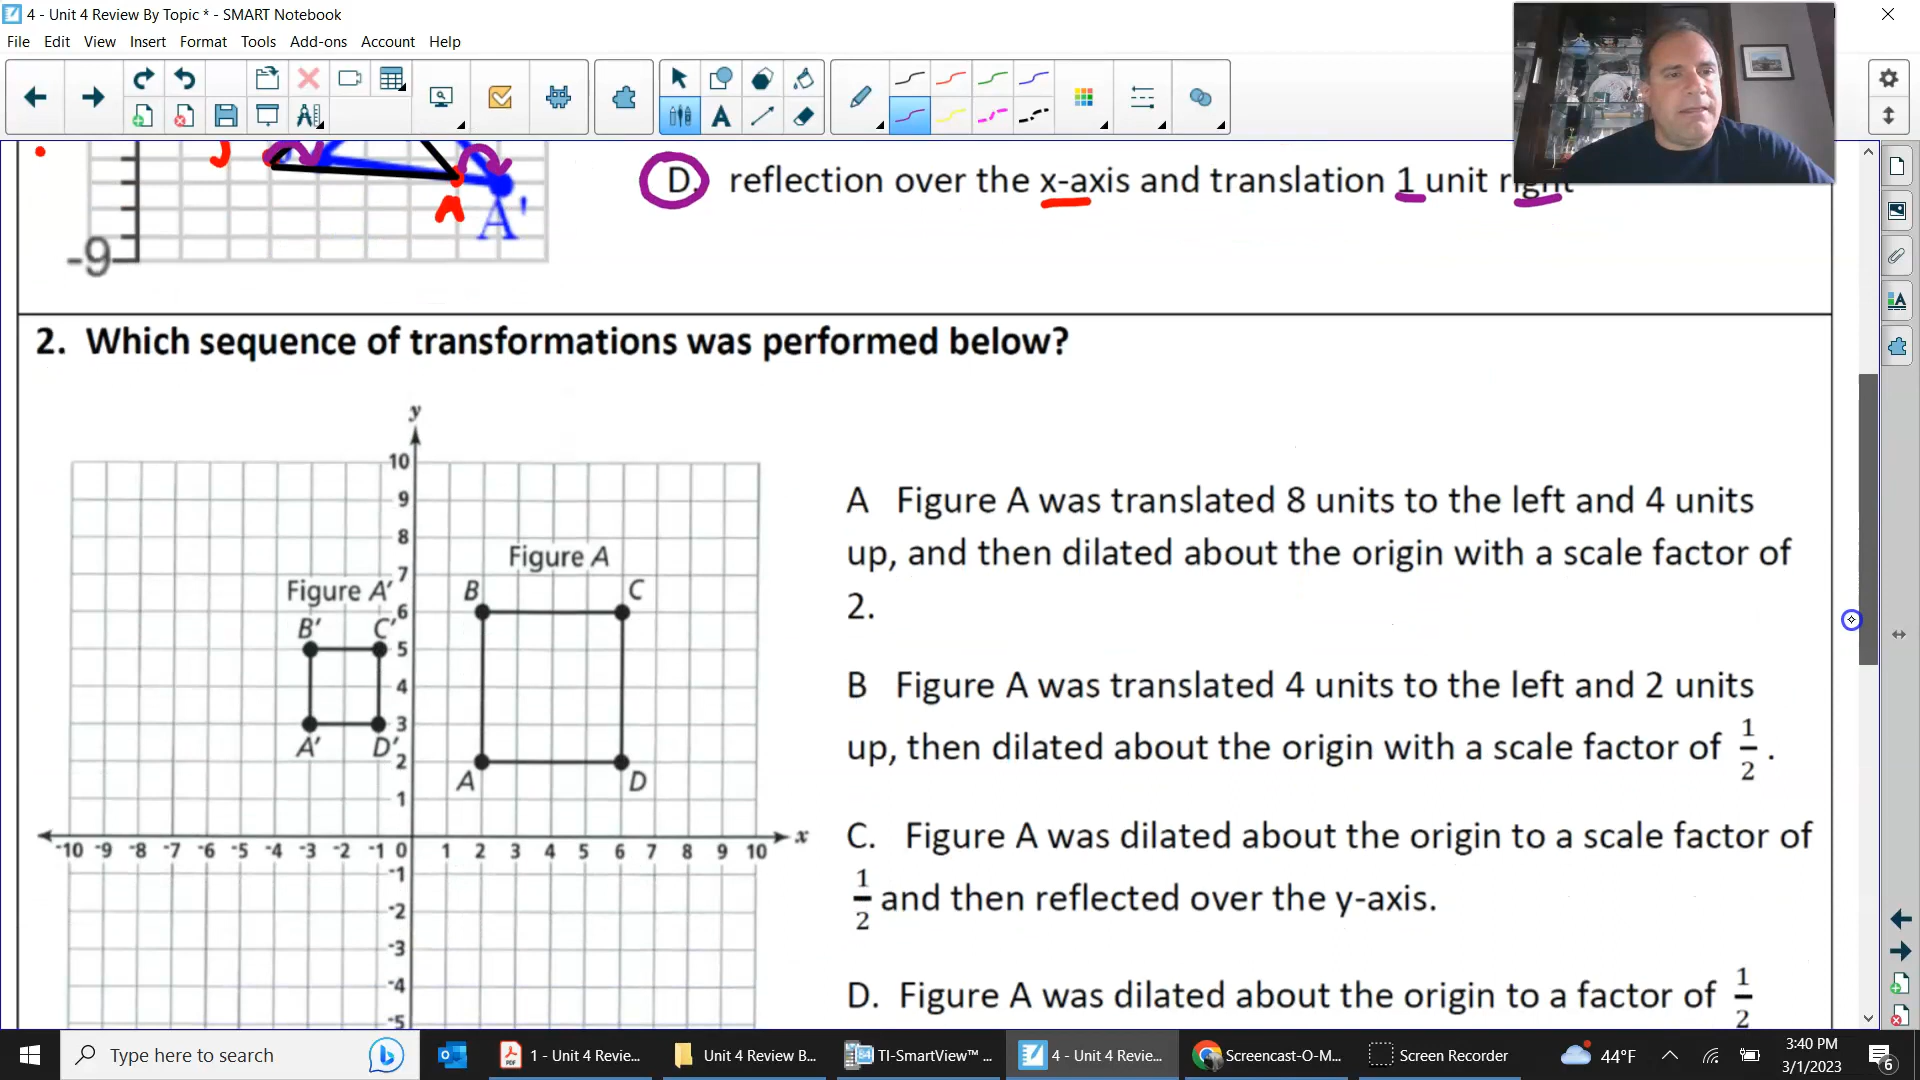 4 - Unit 4 Review By Topic * - SMART Notebook
File Edit View Insert Format Tools Add-ons Account Help
D. reflection over the x-axis and translation 1 unit right
A
A'
-9
2. Which sequence of transformations was performed below?
y
10
9
8
7
6
5
4
3
2
1
Figure A
Figure A'
B C
B' C'
A' D'
A D
x
-10 -9 -8 -7 -6 -5 -4 -3 -2 -1 0 1 2 3 4 5 6 7 8 9 10
-1
-2
-3
-4
-5
A Figure A was translated 8 units to the left and 4 units
up, and then dilated about the origin with a scale factor of
2.
B Figure A was translated 4 units to the left and 2 units
up, then dilated about the origin with a scale factor of 1/2 .
C. Figure A was dilated about the origin to a scale factor of
1/2 and then reflected over the y-axis.
D. Figure A was dilated about the origin to a factor of 1/2
Type here to search
1 - Unit 4 Revie...
Unit 4 Review B...
TI-SmartView™ ...
4 - Unit 4 Revie...
Screencast-O-M...
Screen Recorder
44°F
3:40 PM
3/1/2023
6